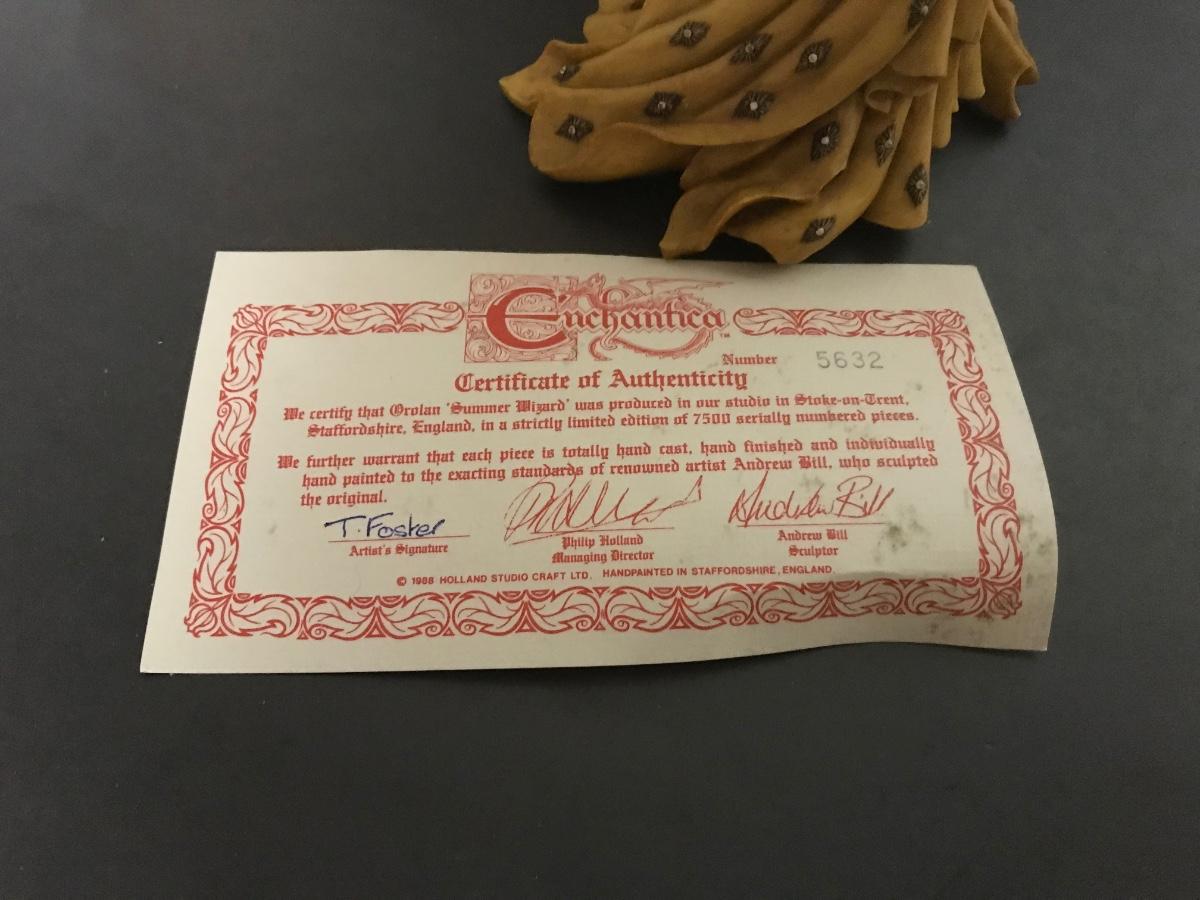 Enchantica™
Number 5632
Certificate of Authenticity
We certify that Orolan 'Summer Wizard' was produced in our studio in Stoke-on-Trent,
Staffordshire, England, in a strictly limited edition of 7500 serially numbered pieces.
We further warrant that each piece is totally hand cast, hand finished and individually
hand painted to the exacting standards of renowned artist Andrew Bill, who sculpted
the original.
T. Foster
Artist's Signature
Philip Holland
Managing Director
Andrew Bill
Andrew Bill
Sculptor
© 1988 HOLLAND STUDIO CRAFT LTD. HANDPAINTED IN STAFFORDSHIRE, ENGLAND.